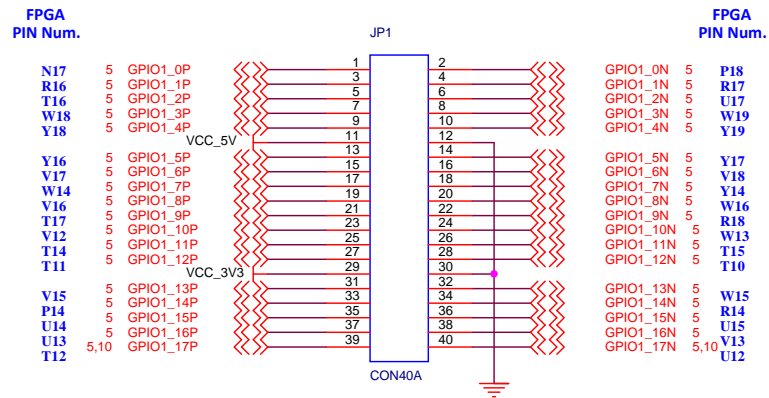 FPGA FPGA
PIN Num. JP1 PIN Num.
N17 5 GPIO1_0P 1 2 GPIO1_0N 5 P18
R16 5 GPIO1_1P 3 4 GPIO1_1N 5 R17
T16 5 GPIO1_2P 5 6 GPIO1_2N 5 U17
W18 5 GPIO1_3P 7 8 GPIO1_3N 5 W19
Y18 5 GPIO1_4P 9 10 GPIO1_4N 5 Y19
VCC_5V 11 12
Y16 5 GPIO1_5P 13 14 GPIO1_5N 5 Y17
V17 5 GPIO1_6P 15 16 GPIO1_6N 5 V18
W14 5 GPIO1_7P 17 18 GPIO1_7N 5 Y14
V16 5 GPIO1_8P 19 20 GPIO1_8N 5 W16
T17 5 GPIO1_9P 21 22 GPIO1_9N 5 R18
V12 5 GPIO1_10P 23 24 GPIO1_10N 5 W13
T14 5 GPIO1_11P 25 26 GPIO1_11N 5 T15
T11 5 GPIO1_12P 27 28 GPIO1_12N 5 T10
VCC_3V3 29 30
V15 5 GPIO1_13P 31 32 GPIO1_13N 5 W15
P14 5 GPIO1_14P 33 34 GPIO1_14N 5 R14
U14 5 GPIO1_15P 35 36 GPIO1_15N 5 U15
U13 5 GPIO1_16P 37 38 GPIO1_16N 5 V13
T12 5,10 GPIO1_17P 39 40 GPIO1_17N 5,10 U12
CON40A